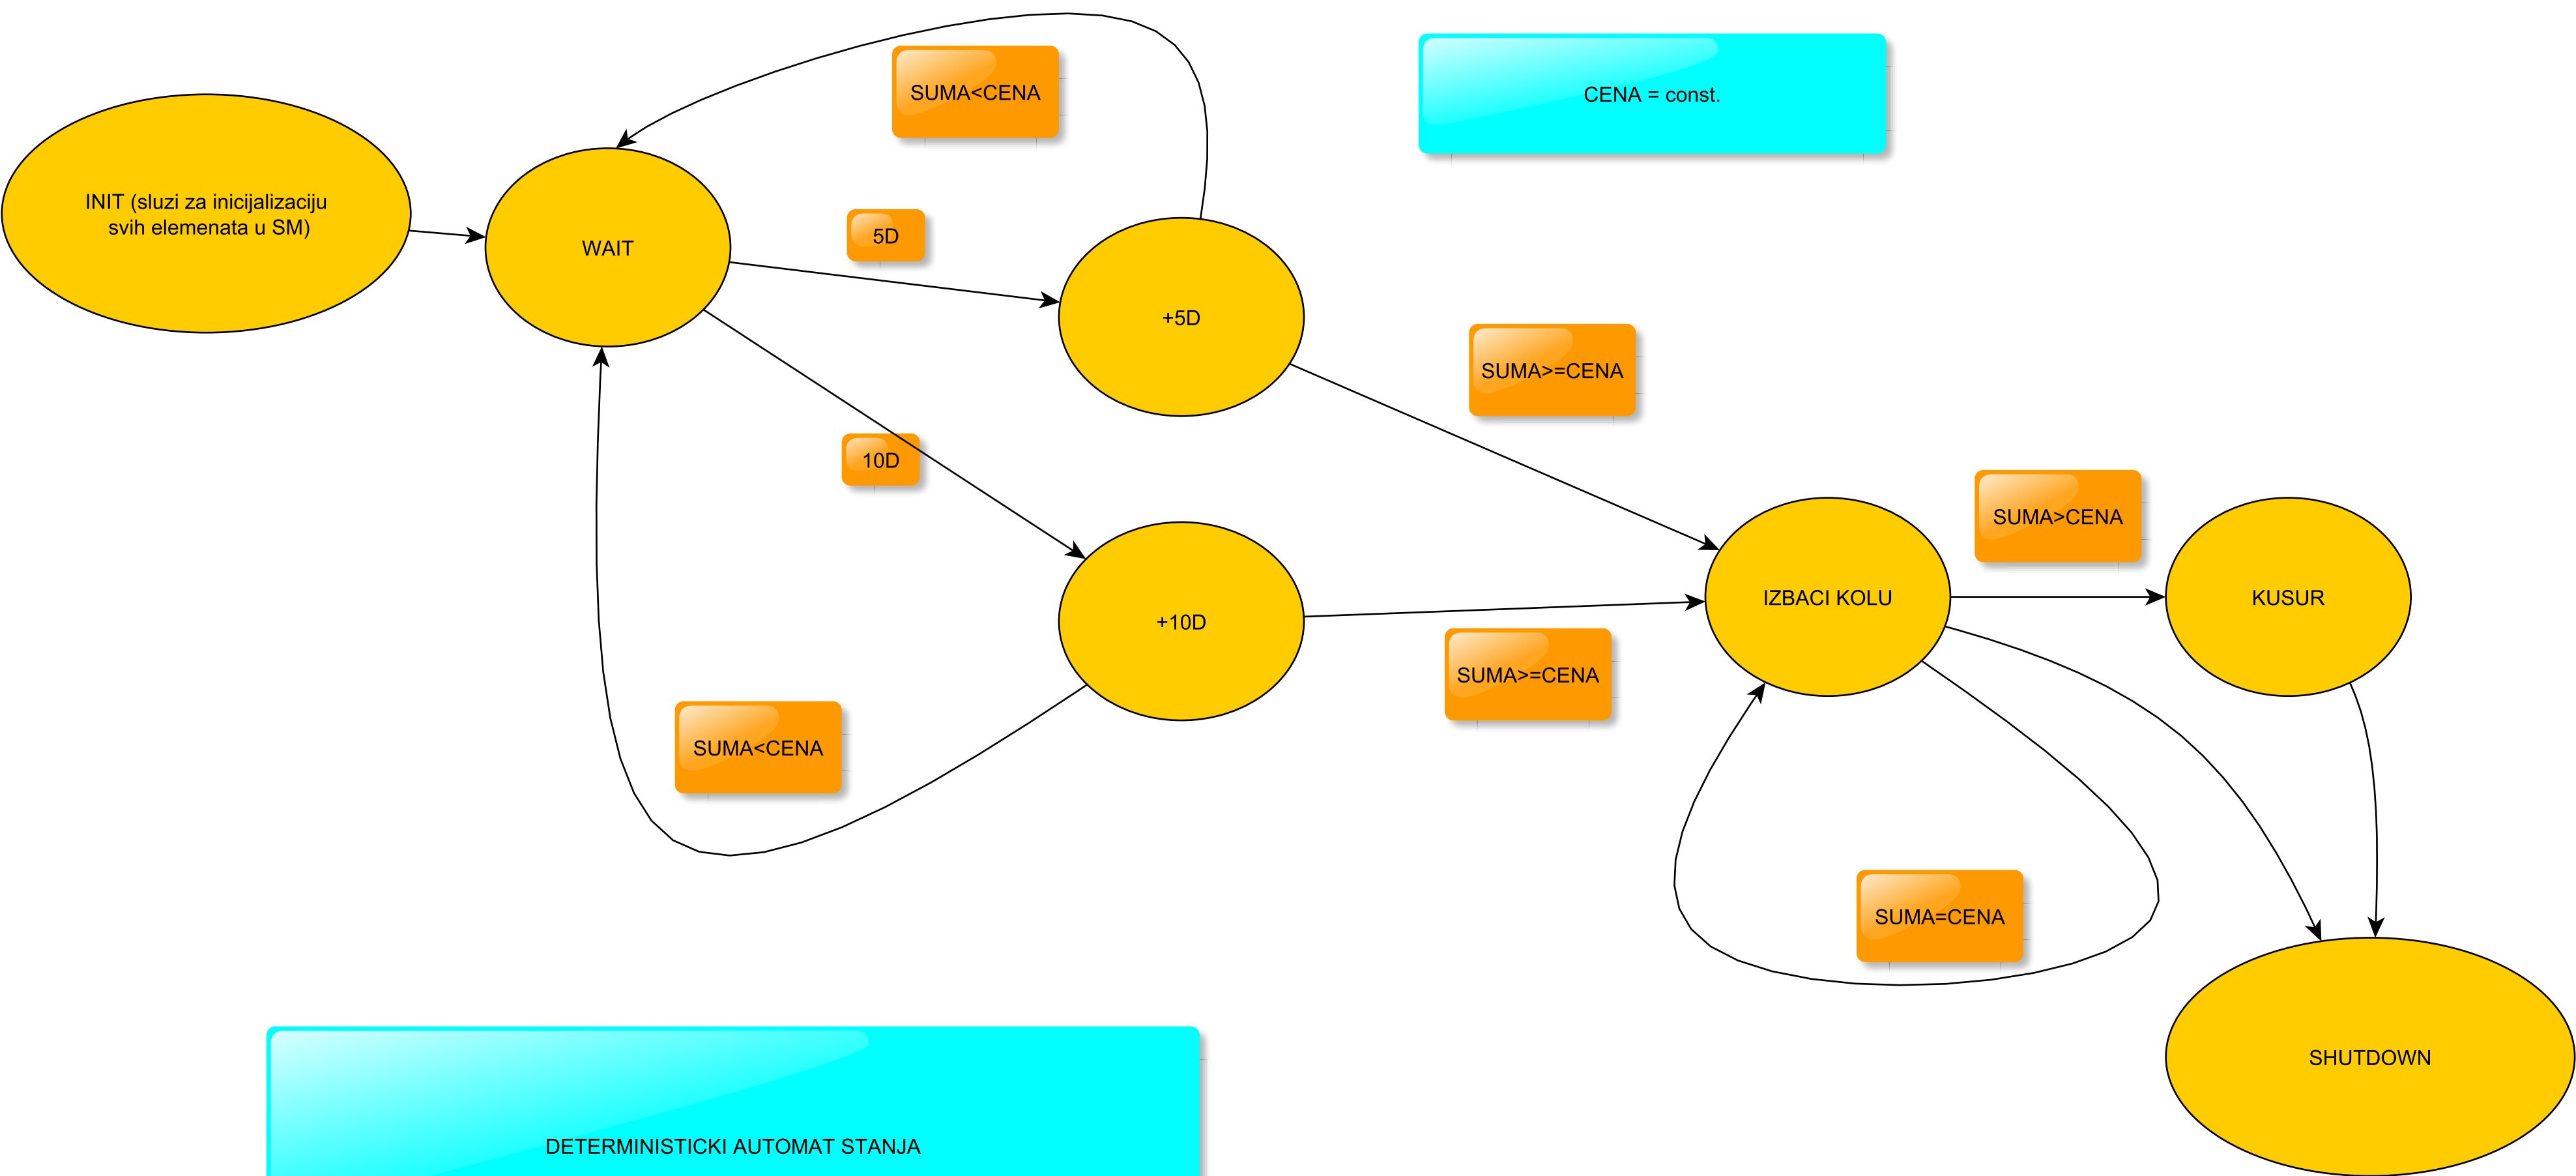 SUMA<CENA
CENA = const.
INIT (sluzi za inicijalizaciju
svih elemenata u SM)
WAIT
5D
+5D
SUMA>=CENA
10D
SUMA>CENA
+10D
IZBACI KOLU
KUSUR
SUMA>=CENA
SUMA<CENA
SUMA=CENA
SHUTDOWN
DETERMINISTICKI AUTOMAT STANJA